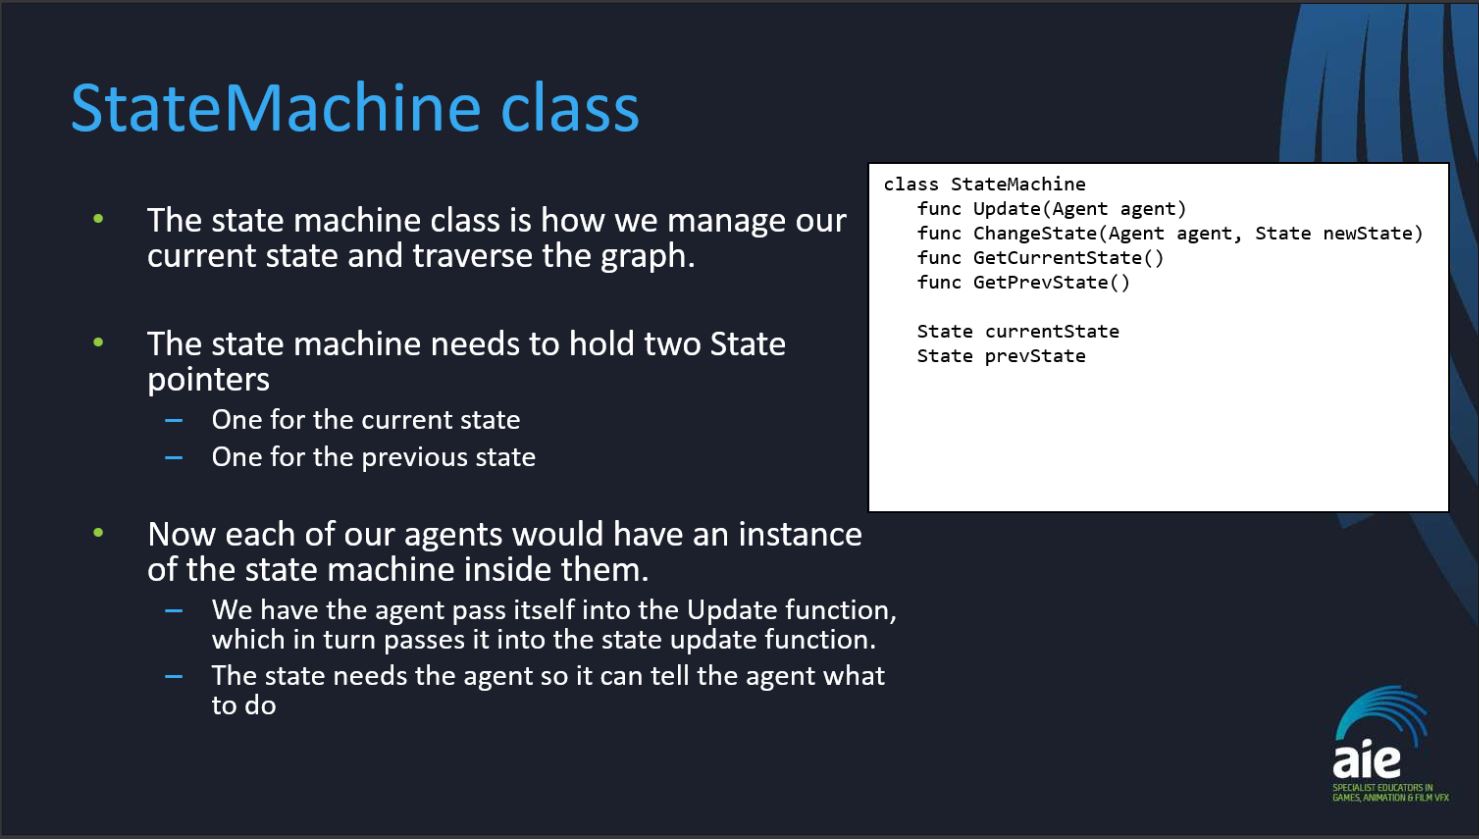 StateMachine class
• The state machine class is how we manage our
current state and traverse the graph.
• The state machine needs to hold two State
pointers
– One for the current state
– One for the previous state
• Now each of our agents would have an instance
of the state machine inside them.
– We have the agent pass itself into the Update function,
which in turn passes it into the state update function.
– The state needs the agent so it can tell the agent what
to do
class StateMachine
   func Update(Agent agent)
   func ChangeState(Agent agent, State newState)
   func GetCurrentState()
   func GetPrevState()
   State currentState
   State prevState
aie
SPECIALIST EDUCATORS IN
GAMES, ANIMATION & FILM VFX